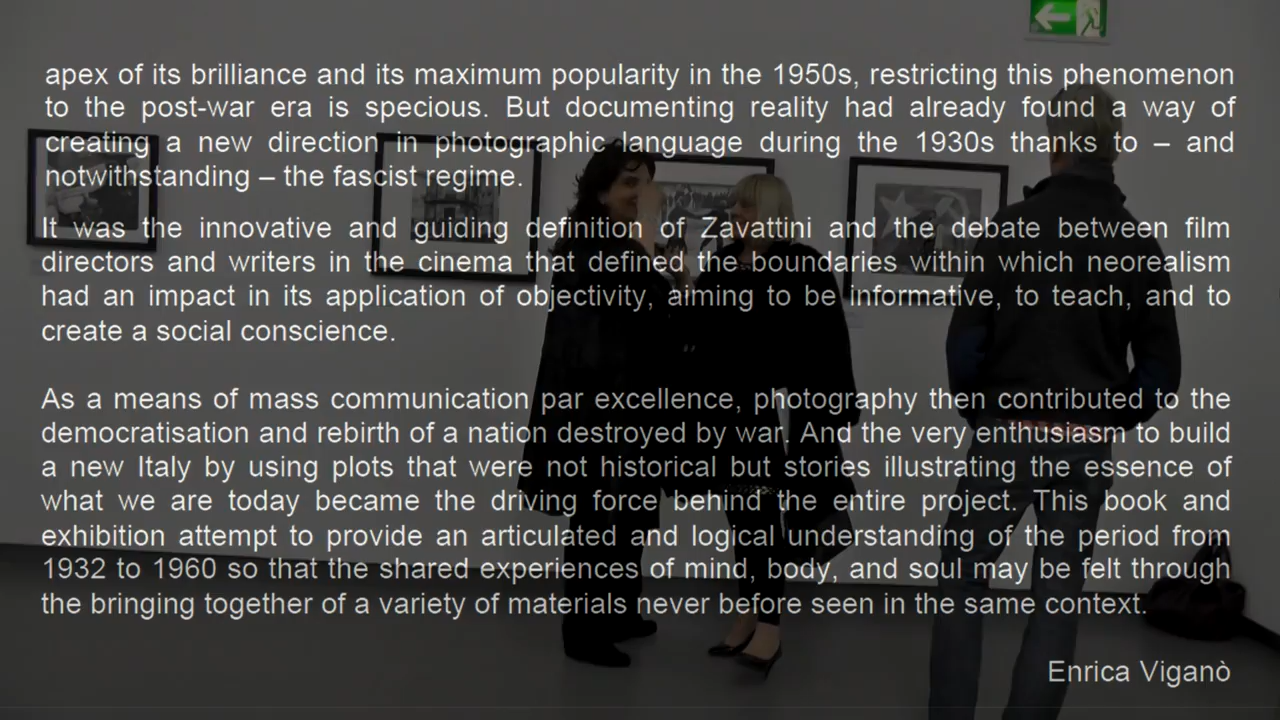 apex of its brilliance and its maximum popularity in the 1950s, restricting this phenomenon
to the post-war era is specious. But documenting reality had already found a way of
creating a new direction in photographic language during the 1930s thanks to – and
notwithstanding – the fascist regime.
It was the innovative and guiding definition of Zavattini and the debate between film
directors and writers in the cinema that defined the boundaries within which neorealism
had an impact in its application of objectivity, aiming to be informative, to teach, and to
create a social conscience.
As a means of mass communication par excellence, photography then contributed to the
democratisation and rebirth of a nation destroyed by war. And the very enthusiasm to build
a new Italy by using plots that were not historical but stories illustrating the essence of
what we are today became the driving force behind the entire project. This book and
exhibition attempt to provide an articulated and logical understanding of the period from
1932 to 1960 so that the shared experiences of mind, body, and soul may be felt through
the bringing together of a variety of materials never before seen in the same context.
Enrica Viganò